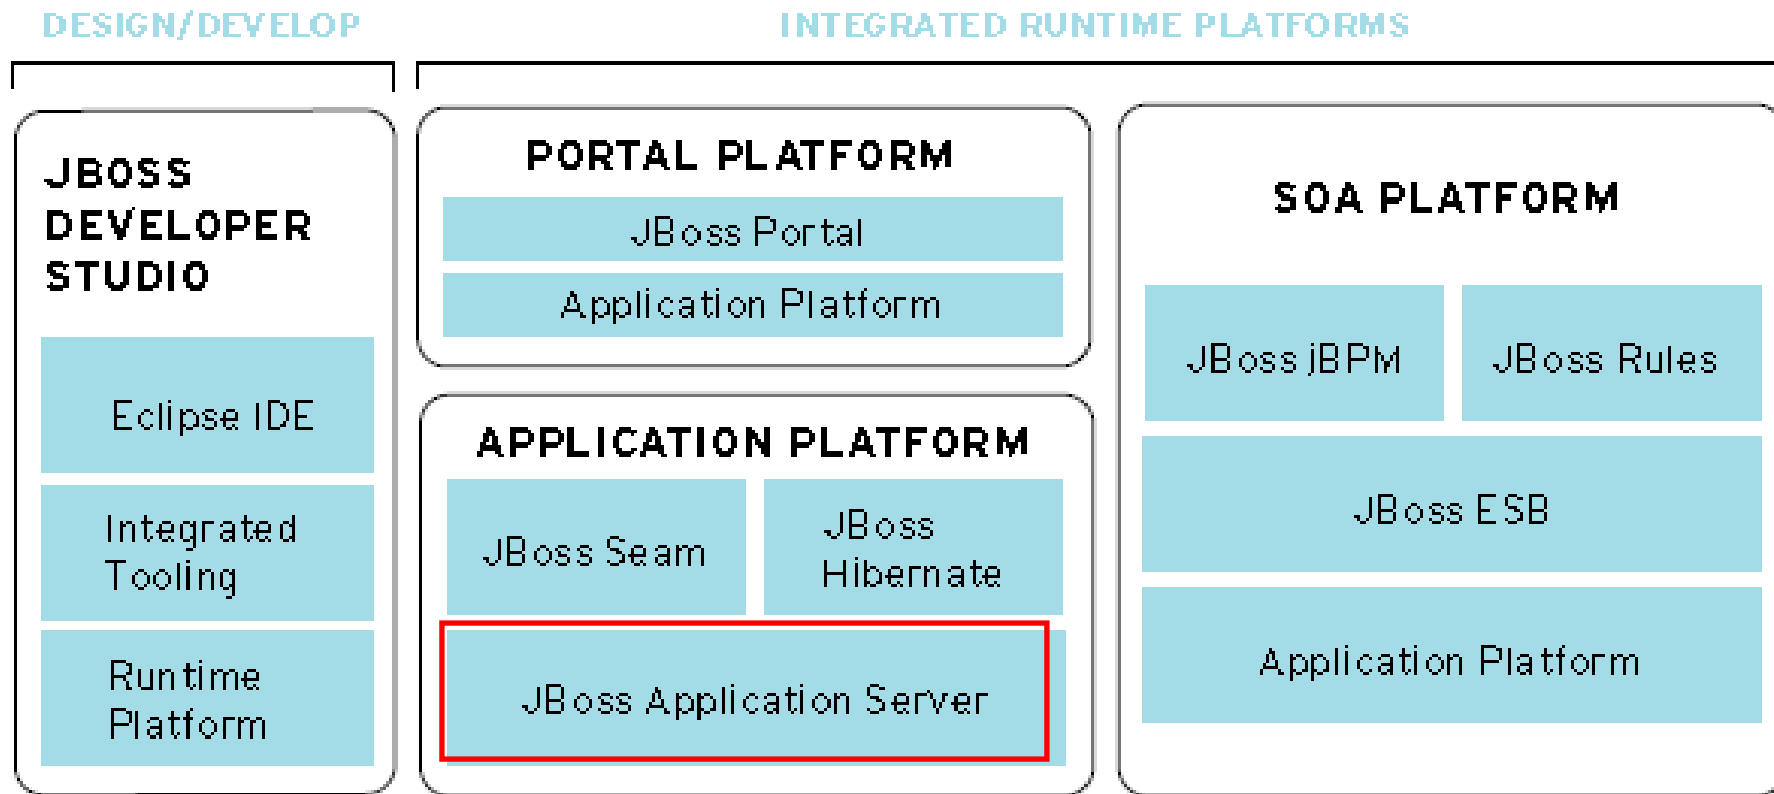 DESIGN/DEVELOP
INTEGRATED RUNTIME PLATFORMS
JBOSS
DEVELOPER
STUDIO
Eclipse IDE
Integrated
Tooling
Runtime
Platform
PORTAL PLATFORM
JBoss Portal
Application Platform
APPLICATION PLATFORM
JBoss Seam
JBoss
Hibernate
JBoss Application Server
SOA PLATFORM
JBoss jBPM
JBoss Rules
JBoss ESB
Application Platform